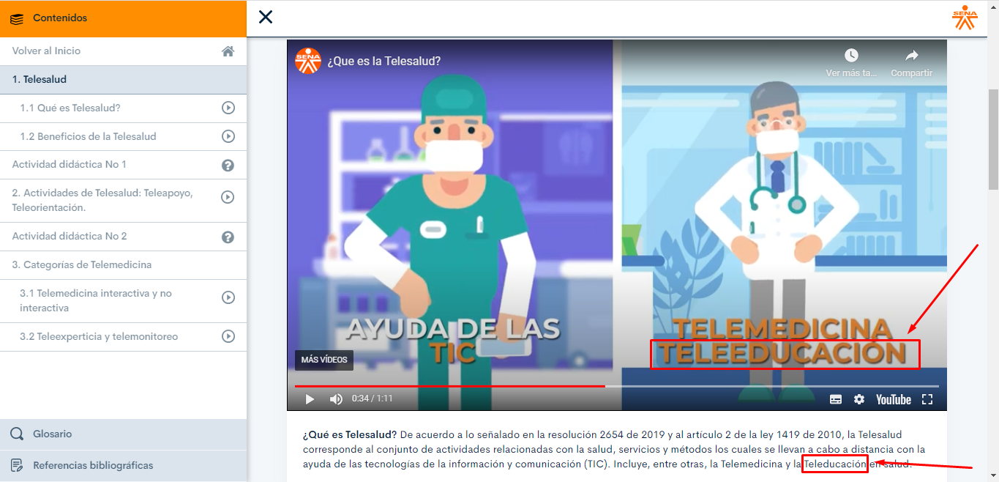 Contenidos
Volver al Inicio
1. Telesalud
1.1 Qué es Telesalud?
1.2 Beneficios de la Telesalud
Actividad didáctica No 1
2. Actividades de Telesalud: Teleapoyo,
Teleorientación.
Actividad didáctica No 2
3. Categorías de Telemedicina
3.1 Telemedicina interactiva y no
interactiva
3.2 Teleexperticia y telemonitoreo
Glosario
Referencias bibliográficas
SENA
SENA
¿Que es la Telesalud?
Ver más ta...
Compartir
AYUDA DE LAS
TIC
TELEMEDICINA
TELEEDUCACIÓN
MÁS VÍDEOS
0:34 / 1:11
YouTube
¿Qué es Telesalud? De acuerdo a lo señalado en la resolución 2654 de 2019 y al artículo 2 de la ley 1419 de 2010, la Telesalud
corresponde al conjunto de actividades relacionadas con la salud, servicios y métodos los cuales se llevan a cabo a distancia con la
ayuda de las tecnologías de la información y comunicación (TIC). Incluye, entre otras, la Telemedicina y la Teleducación en salud.